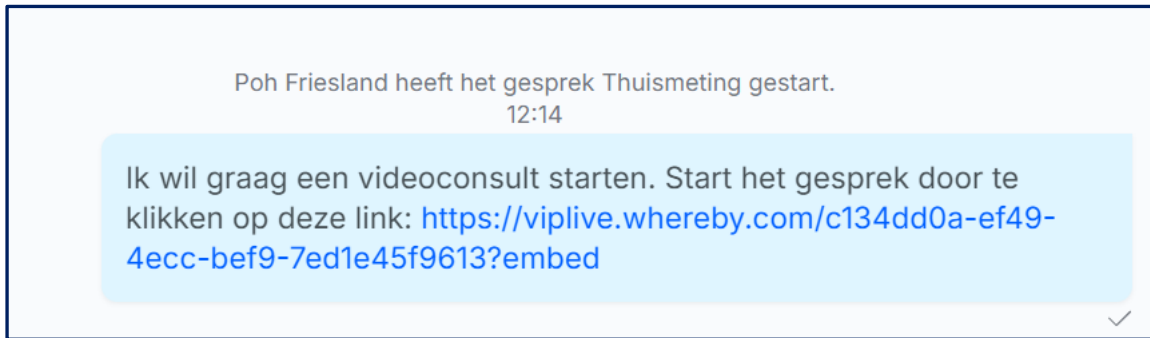 Poh Friesland heeft het gesprek Thuismeting gestart.
12:14
Ik wil graag een videoconsult starten. Start het gesprek door te
klikken op deze link: https://viplive.whereby.com/c134dd0a-ef49-
4ecc-bef9-7ed1e45f9613?embed